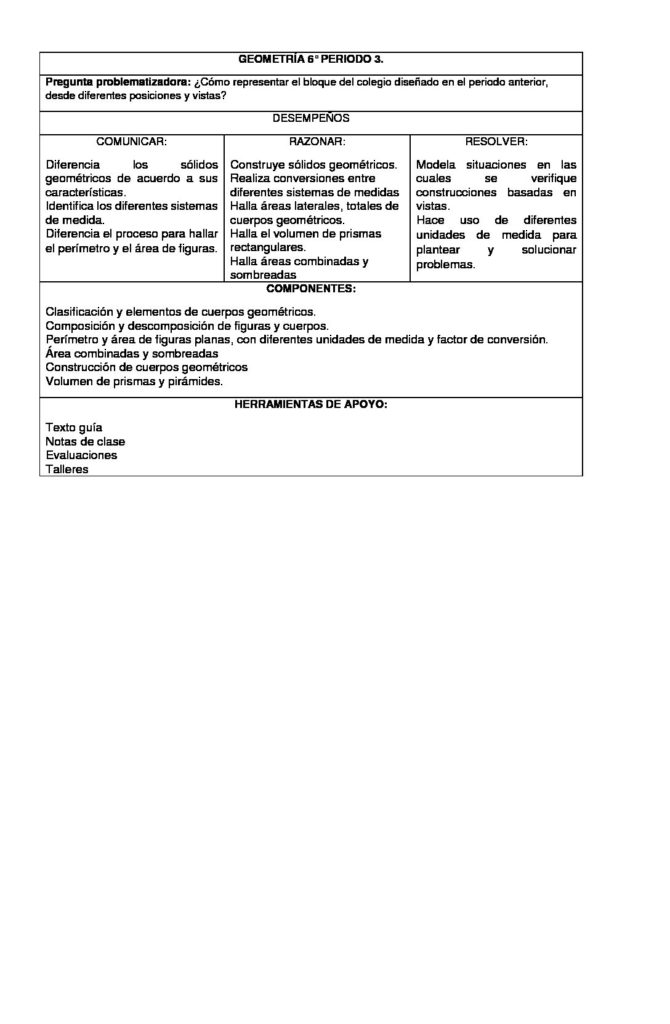 GEOMETRÍA 6° PERIODO 3.
Pregunta problematizadora: ¿Cómo representar el bloque del colegio diseñado en el periodo anterior,
desde diferentes posiciones y vistas?
DESEMPEÑOS
COMUNICAR:
Diferencia los sólidos
geométricos de acuerdo a sus
características.
Identifica los diferentes sistemas
de medida.
Diferencia el proceso para hallar
el perímetro y el área de figuras.
RAZONAR:
Construye sólidos geométricos.
Realiza conversiones entre
diferentes sistemas de medidas
Halla áreas laterales, totales de
cuerpos geométricos.
Halla el volumen de prismas
rectangulares.
Halla áreas combinadas y
sombreadas
RESOLVER:
Modela situaciones en las
cuales se verifique
construcciones basadas en
vistas.
Hace uso de diferentes
unidades de medida para
plantear y solucionar
problemas.
COMPONENTES:
Clasificación y elementos de cuerpos geométricos.
Composición y descomposición de figuras y cuerpos.
Perímetro y área de figuras planas, con diferentes unidades de medida y factor de conversión.
Área combinadas y sombreadas
Construcción de cuerpos geométricos
Volumen de prismas y pirámides.
HERRAMIENTAS DE APOYO:
Texto guía
Notas de clase
Evaluaciones
Talleres